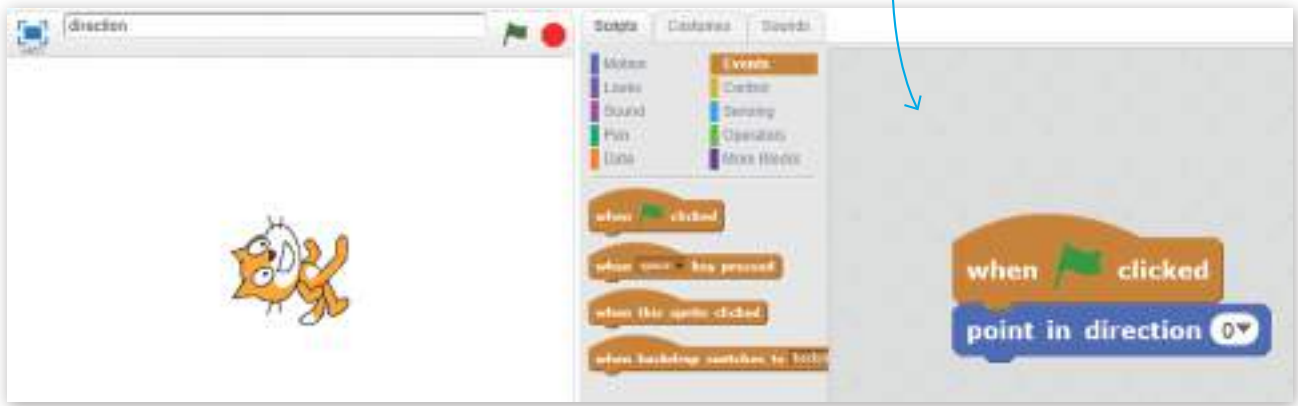 direction
Scripts
Costumes
Sounds
Motion
Events
Looks
Control
Sound
Sensing
Pen
Operators
Data
More Blocks
when clicked
when space key pressed
when this sprite clicked
when backdrop switches to
when clicked
point in direction 0